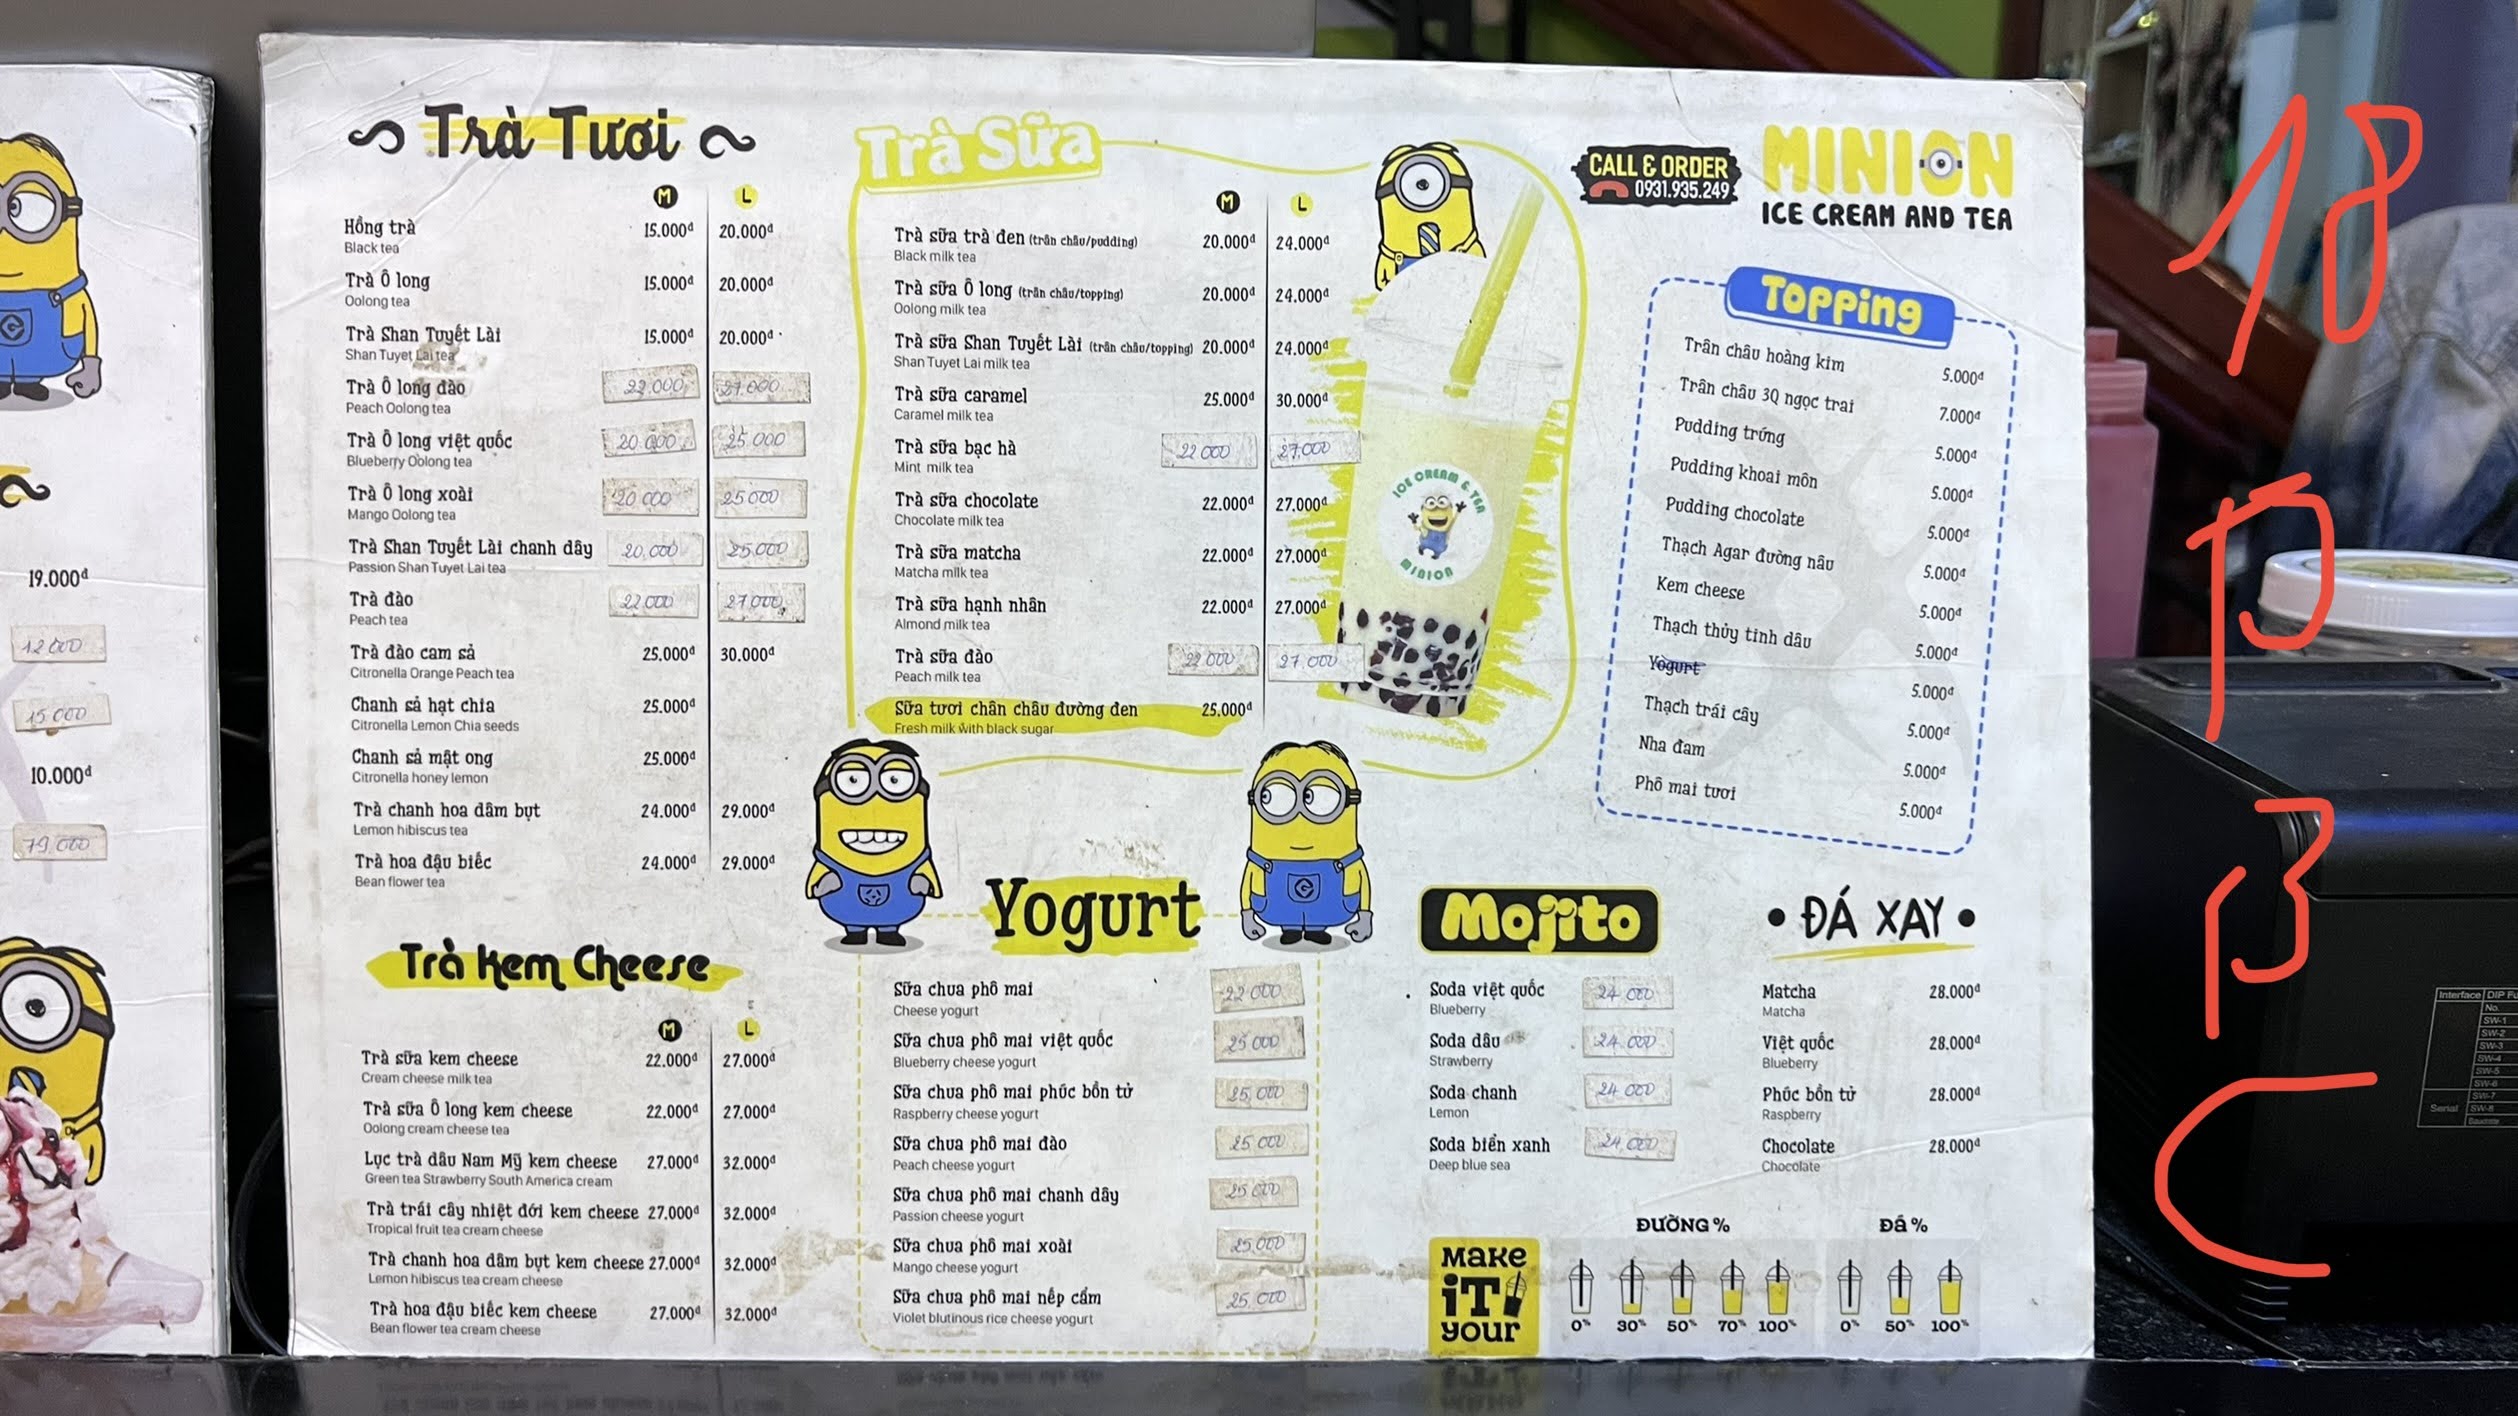 Trà Tươi
M L
Hồng trà 15.000đ 20.000đ
Black tea
Trà Ô long 15.000đ 20.000đ
Oolong tea
Trà Shan Tuyết Lài 15.000đ 20.000đ
Shan Tuyet Lai tea
Trà Ô long đào 22.000 27.000
Peach Oolong tea
Trà Ô long việt quốc 20.000 25.000
Blueberry Oolong tea
Trà Ô long xoài 20 000 25000
Mango Oolong tea
Trà Shan Tuyết Lài chanh dây 20,000 25.000
Passion Shan Tuyet Lai tea
Trà đào 22.000 27000
Peach tea
Trà đào cam sả 25.000đ 30.000đ
Citronella Orange Peach tea
Chanh sả hạt chia 25.000đ
Citronella Lemon Chia seeds
Chanh sả mật ong 25.000đ
Citronella honey lemon
Trà chanh hoa dâm bụt 24.000đ 29.000đ
Lemon hibiscus tea
Trà hoa đậu biếc 24.000đ 29.000đ
Bean flower tea
Trà Kem Cheese
M L
Trà sữa kem cheese 22.000đ 27.000đ
Cream cheese milk tea
Trà sữa Ô long kem cheese 22.000đ 27.000đ
Oolong cream cheese tea
Lục trà dâu Nam Mỹ kem cheese 27.000đ 32.000đ
Green tea Strawberry South America cream
Trà trái cây nhiệt đới kem cheese 27.000đ 32.000đ
Tropical fruit tea cream cheese
Trà chanh hoa dâm bụt kem cheese 27.000đ 32.000đ
Lemon hibiscus tea cream cheese
Trà hoa đậu biếc kem cheese 27.000đ 32.000đ
Bean flower tea cream cheese
Trà Sữa
M L
Trà sữa trà đen (trân châu/pudding) 20.000đ 24.000đ
Black milk tea
Trà sữa Ô long (trân châu/topping) 20.000đ 24.000đ
Oolong milk tea
Trà sữa Shan Tuyết Lài (trân châu/topping) 20.000đ 24.000đ
Shan Tuyet Lai milk tea
Trà sữa caramel 25.000đ 30.000đ
Caramel milk tea
Trà sữa bạc hà 22 000 27.000
Mint milk tea
Trà sữa chocolate 22.000đ 27.000đ
Chocolate milk tea
Trà sữa matcha 22.000đ 27.000đ
Matcha milk tea
Trà sữa hạnh nhân 22.000đ 27.000đ
Almond milk tea
Trà sữa đào 22 000 27.000
Peach milk tea
Sữa tươi chân châu đường đen 25.000đ
Fresh milk with black sugar
ICE CREAM & TEA
MINION
Yogurt
Sữa chua phô mai 22 000
Cheese yogurt
Sữa chua phô mai việt quốc 25 000
Blueberry cheese yogurt
Sữa chua phô mai phúc bồn tử 25,000
Raspberry cheese yogurt
Sữa chua phô mai đào 25 000
Peach cheese yogurt
Sữa chua phô mai chanh dây 25 000
Passion cheese yogurt
Sữa chua phô mai xoài 25.000
Mango cheese yogurt
Sữa chua phô mai nếp cẩm 25.000
Violet blutinous rice cheese yogurt
CALL & ORDER
0931.935.249
MINION
ICE CREAM AND TEA
Topping
Trân châu hoàng kim 5.000đ
Trân châu 3Q ngọc trai 7.000đ
Pudding trứng 5.000đ
Pudding khoai môn 5.000đ
Pudding chocolate 5.000đ
Thạch Agar đường nâu 5.000đ
Kem cheese 5.000đ
Thạch thủy tinh dâu 5.000đ
Yogurt 5.000đ
Thạch trái cây 5.000đ
Nha đam 5.000đ
Phô mai tươi 5.000đ
Mojito
Soda việt quốc 24 000
Blueberry
Soda dâu 24.000
Strawberry
Soda chanh 24 000
Lemon
Soda biển xanh 24,000
Deep blue sea
ĐÁ XAY
Matcha 28.000đ
Matcha
Việt quốc 28.000đ
Blueberry
Phúc bồn tử 28.000đ
Raspberry
Chocolate 28.000đ
Chocolate
MAKE
iT
your
ĐƯỜNG %
0% 30% 50% 70% 100%
Đá %
0% 50% 100%
19.000đ
12000
15 000
10.000đ
79.000
18
Interface DIP
No.
SW-1
SW-2
SW-3
SW-4
SW-5
SW-6
SW-7
Serial SW-8